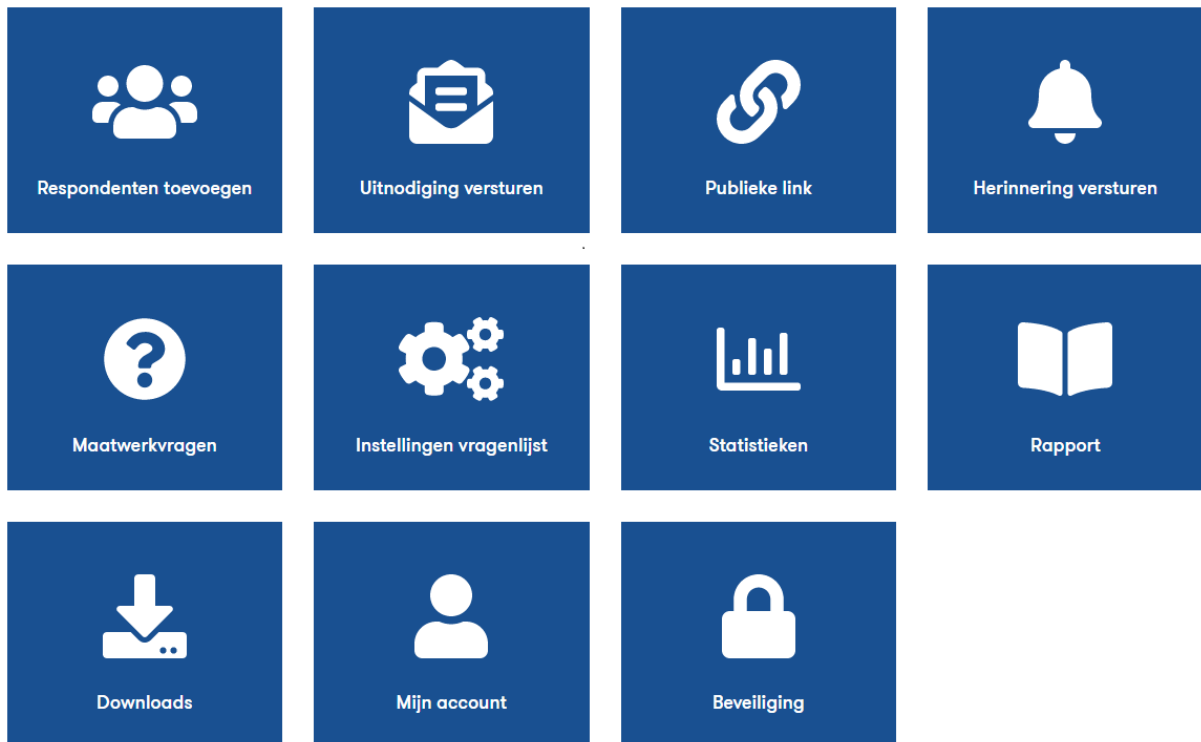 Respondenten toevoegen
Uitnodiging versturen
Publieke link
Herinnering versturen
Maatwerkvragen
Instellingen vragenlijst
Statistieken
Rapport
Downloads
Mijn account
Beveiliging